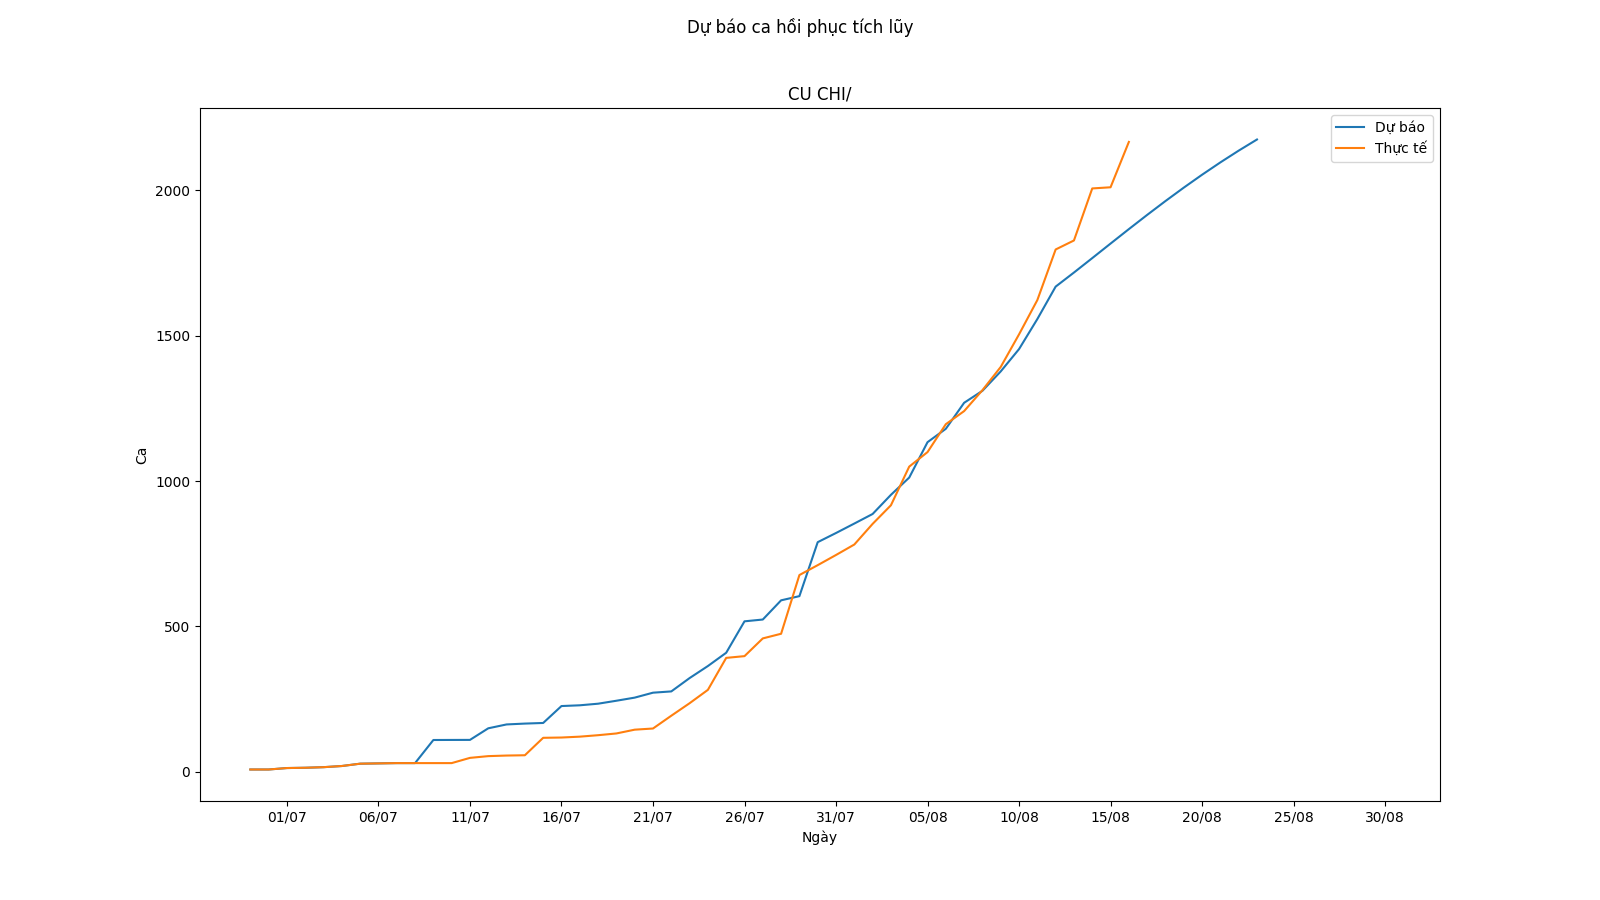 Dự báo ca hồi phục tích lũy
CU CHI/
Dự báo
Thực tế
2000
1500
1000
500
0
Ca
01/07 06/07 11/07 16/07 21/07 26/07 31/07 05/08 10/08 15/08 20/08 25/08 30/08
Ngày